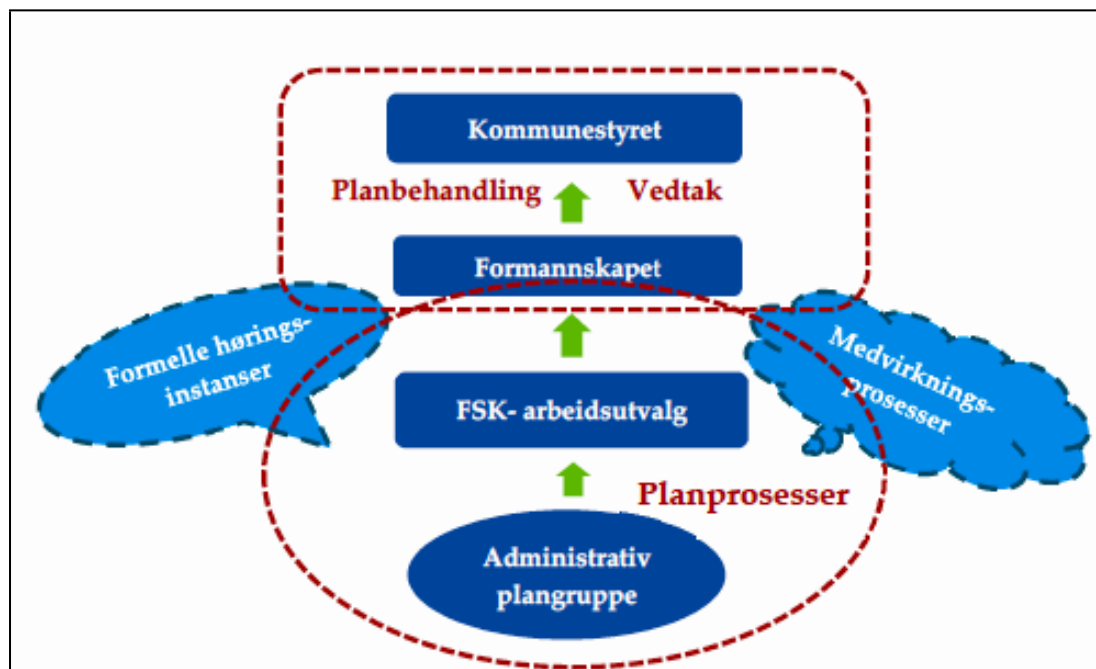 Kommunestyret
Planbehandling
Vedtak
Formannskapet
Formelle hørings-
instanser
Medvirknings-
prosesser
FSK- arbeidsutvalg
Planprosesser
Administrativ
plangruppe